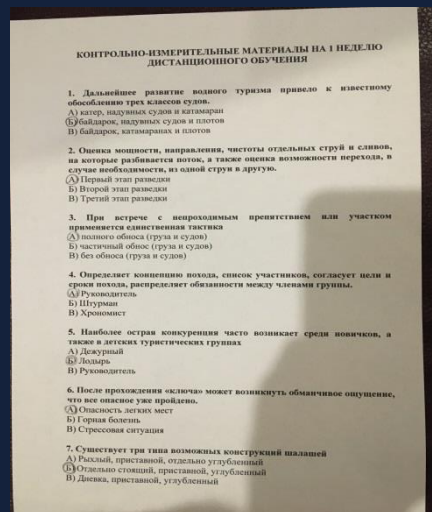 КОНТРОЛЬНО-ИЗМЕРИТЕЛЬНЫЕ МАТЕРИАЛЫ НА 1 НЕДЕЛЮ
ДИСТАНЦИОННОГО ОБУЧЕНИЯ
1. Дальнейшее развитие водного туризма привело к известному
обособлению трех классов судов.
А) катер, надувных судов и катамаран
Б) байдарок, надувных судов и плотов
В) байдарок, катамаранах и плотов
2. Оценка мощности, направления, чистоты отдельных струй и сливов,
на которые разбивается поток, а также оценка возможности перехода, в
случае необходимости, из одной струи в другую.
А) Первый этап разведки
Б) Второй этап разведки
В) Третий этап разведки
3. При встрече с непроходимым препятствием или участком
применяется единственная тактика
А) полного обноса (груза и судов)
Б) частичный обнос (груза и судов)
В) без обноса (груза и судов)
4. Определяет концепцию похода, список участников, согласует цели и
сроки похода, распределяет обязанности между членами группы.
А) Руководитель
Б) Штурман
В) Хронометрист
5. Наиболее острая конкуренция часто возникает среди новичков, а
также в детских туристических группах
А) Дежурный
Б) Лодырь
В) Руководитель
6. После прохождения «ключа» может возникнуть обманчивое ощущение,
что все опасное уже пройдено.
А) Опасность легких мест
Б) Горная болезнь
В) Стрессовая ситуация
7. Существует три типа возможных конструкций шалашей
А) Рыхлый, приставной, отдельно углубленный
Б) Отдельно стоящий, приставной, углубленный
В) Дневка, приставной, углубленный